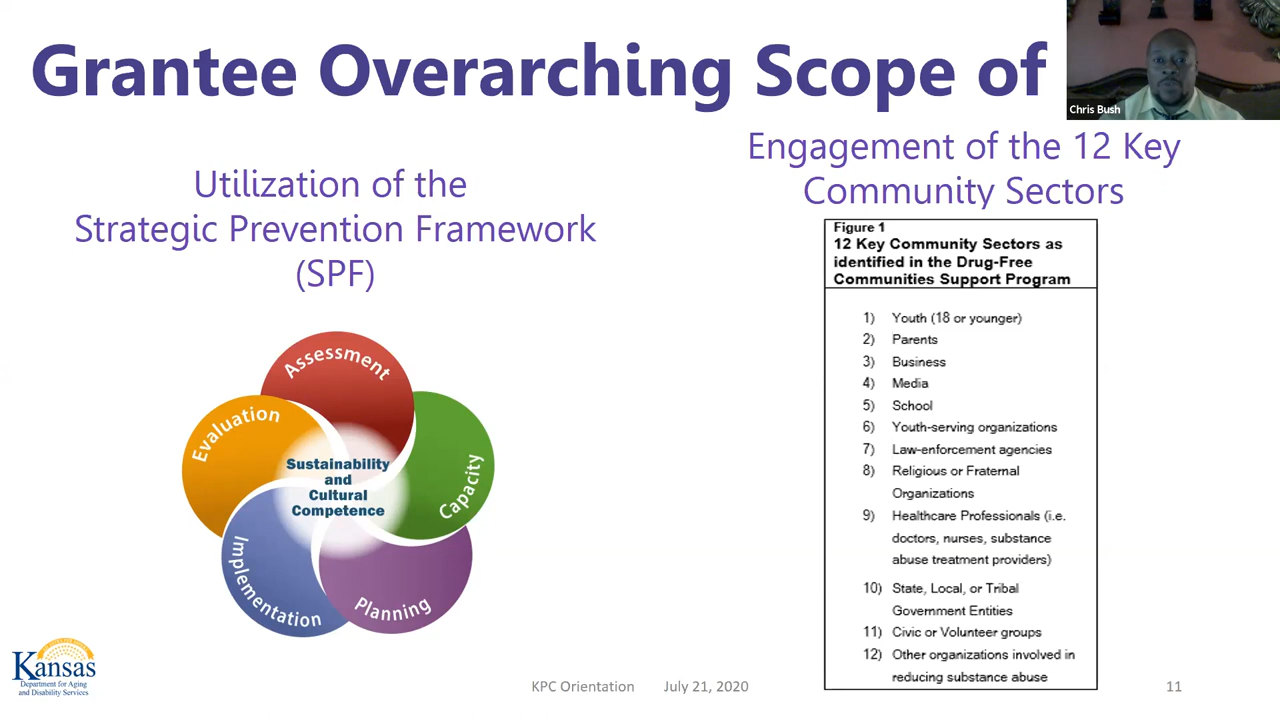 Grantee Overarching Scope of
Chris Bush
Utilization of the
Strategic Prevention Framework
(SPF)
Assessment
Capacity
Planning
Implementation
Evaluation
Sustainability
and
Cultural
Competence
Engagement of the 12 Key
Community Sectors
Figure 1
12 Key Community Sectors as
identified in the Drug-Free
Communities Support Program
1) Youth (18 or younger)
2) Parents
3) Business
4) Media
5) School
6) Youth-serving organizations
7) Law-enforcement agencies
8) Religious or Fraternal
Organizations
9) Healthcare Professionals (i.e.
doctors, nurses, substance
abuse treatment providers)
10) State, Local, or Tribal
Government Entities
11) Civic or Volunteer groups
12) Other organizations involved in
reducing substance abuse
Kansas
Department for Aging
and Disability Services
KPC Orientation July 21, 2020
11